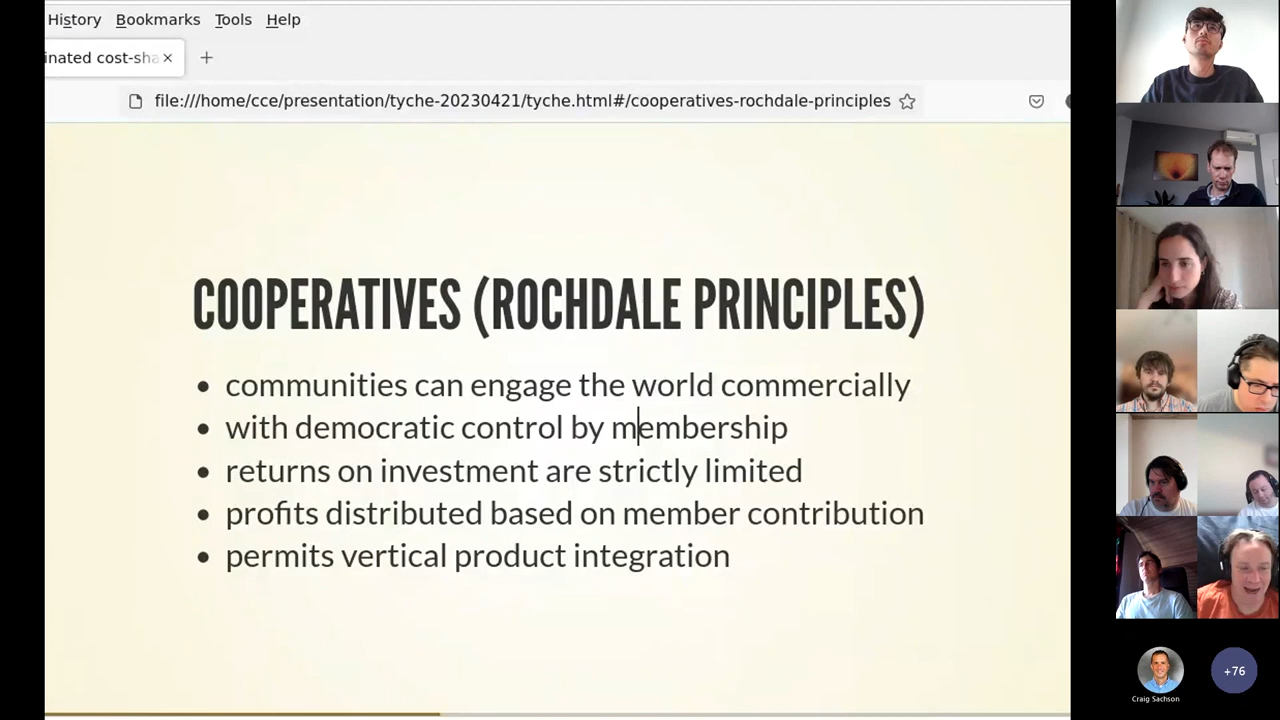 History Bookmarks Tools Help
inated cost-sha
file:///home/cce/presentation/tyche-20230421/tyche.html#/cooperatives-rochdale-principles
COOPERATIVES (ROCHDALE PRINCIPLES)
communities can engage the world commercially
with democratic control by membership
returns on investment are strictly limited
profits distributed based on member contribution
permits vertical product integration
+76
Craig Sachson